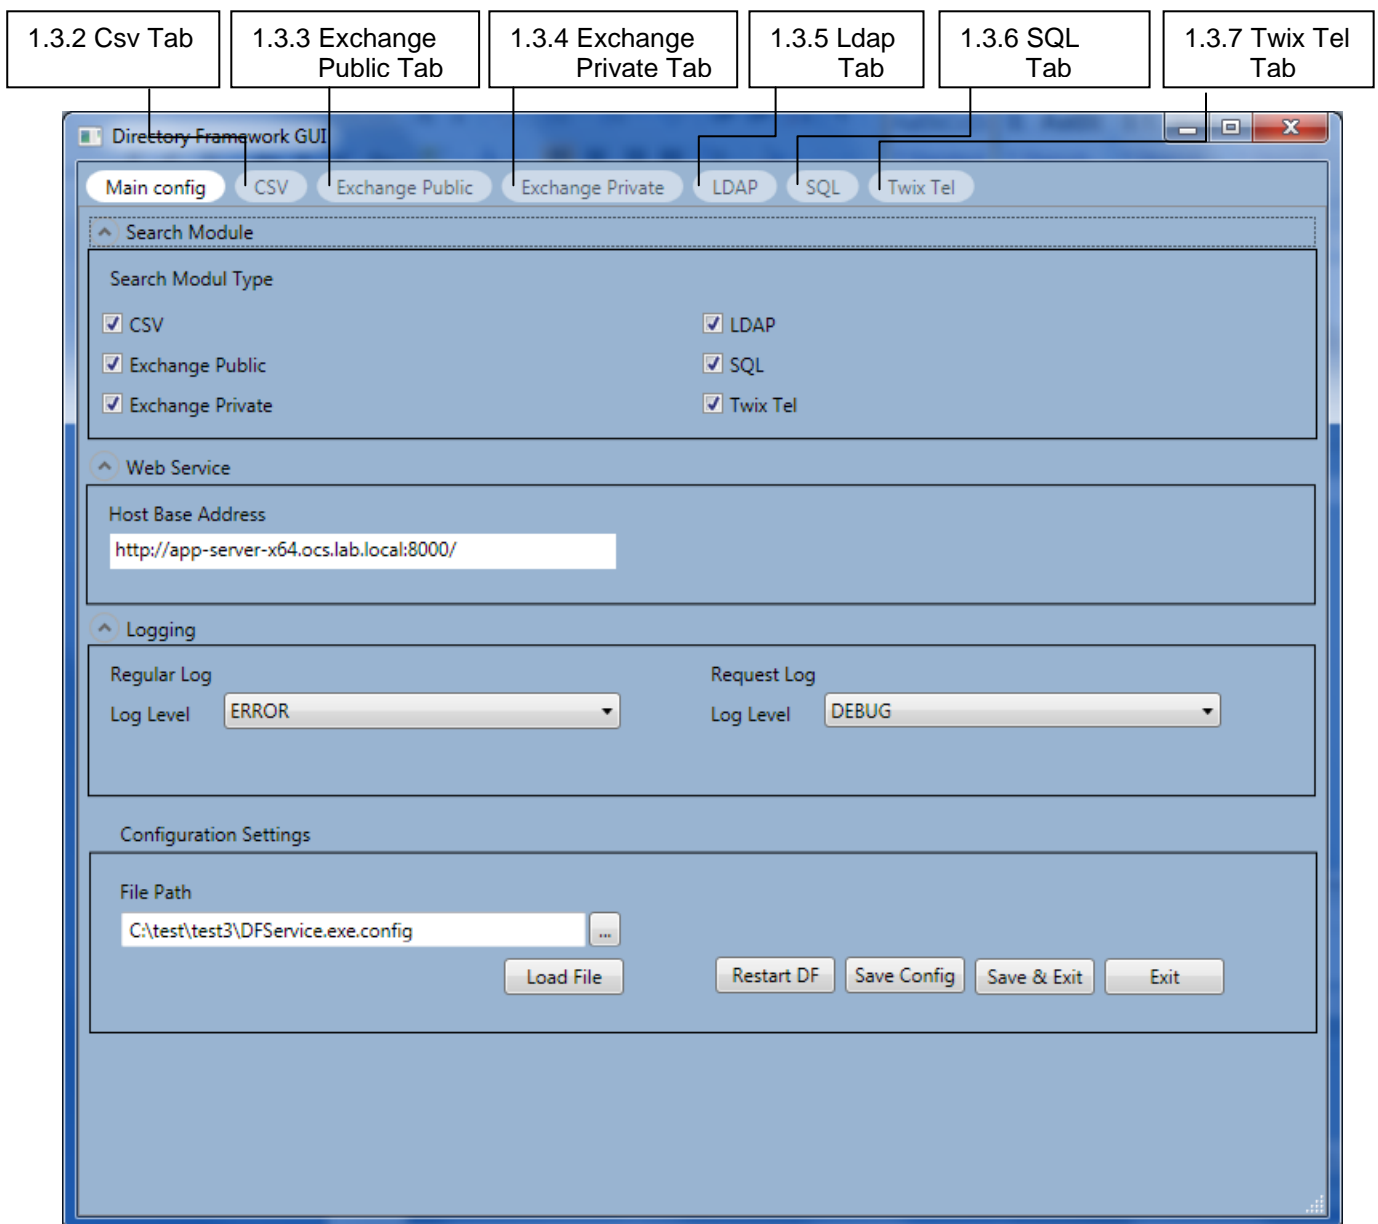 1.3.2 Csv Tab
1.3.3 Exchange
Public Tab
1.3.4 Exchange
Private Tab
1.3.5 Ldap
Tab
1.3.6 SQL
Tab
1.3.7 Twix Tel
Tab
Directory Framework GUI
Main config
CSV
Exchange Public
Exchange Private
LDAP
SQL
Twix Tel
Search Module
Search Modul Type
CSV
LDAP
Exchange Public
SQL
Exchange Private
Twix Tel
Web Service
Host Base Address
http://app-server-x64.ocs.lab.local:8000/
Logging
Regular Log
Request Log
Log Level
ERROR
Log Level
DEBUG
Configuration Settings
File Path
C:\test\test3\DFService.exe.config
...
Load File
Restart DF
Save Config
Save & Exit
Exit